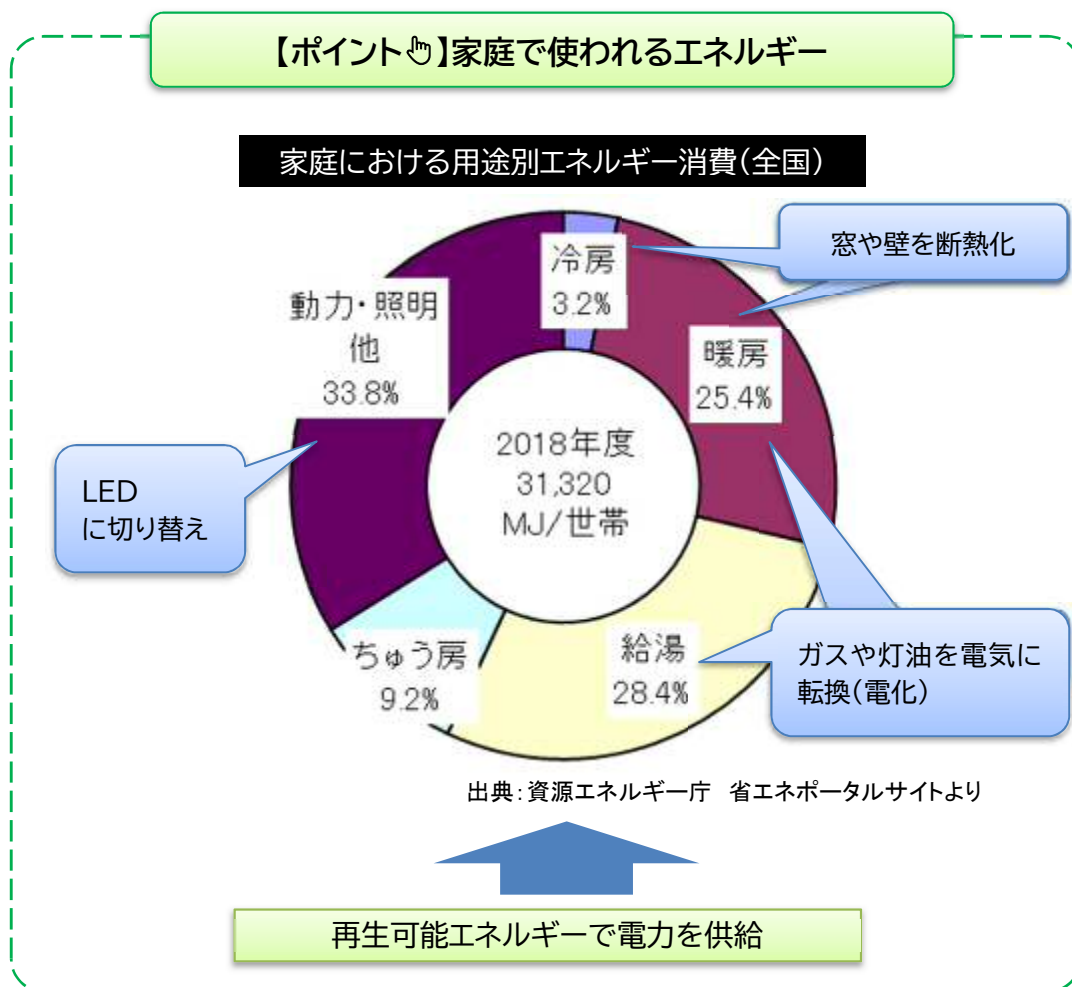 【ポイント👆】家庭で使われるエネルギー
家庭における用途別エネルギー消費(全国)
冷房
3.2%
窓や壁を断熱化
動力・照明
他
33.8%
暖房
25.4%
2018年度
31,320
MJ/世帯
LED
に切り替え
ちゅう房
9.2%
給湯
28.4%
ガスや灯油を電気に
転換(電化)
出典:資源エネルギー庁 省エネポータルサイトより
再生可能エネルギーで電力を供給